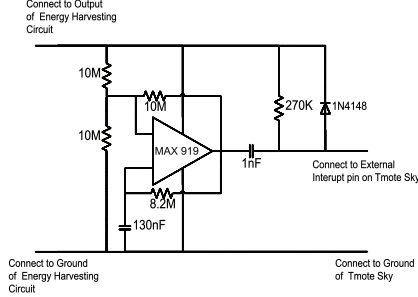 Connect to Output
of Energy Harvesting
Circuit
10M
10M
10M
270K
1N4148
MAX 919
1nF
8.2M
130nF
Connect to External
Interupt pin on Tmote Sky
Connect to Ground
of Energy Harvesting
Circuit
Connect to Ground
of Tmote Sky